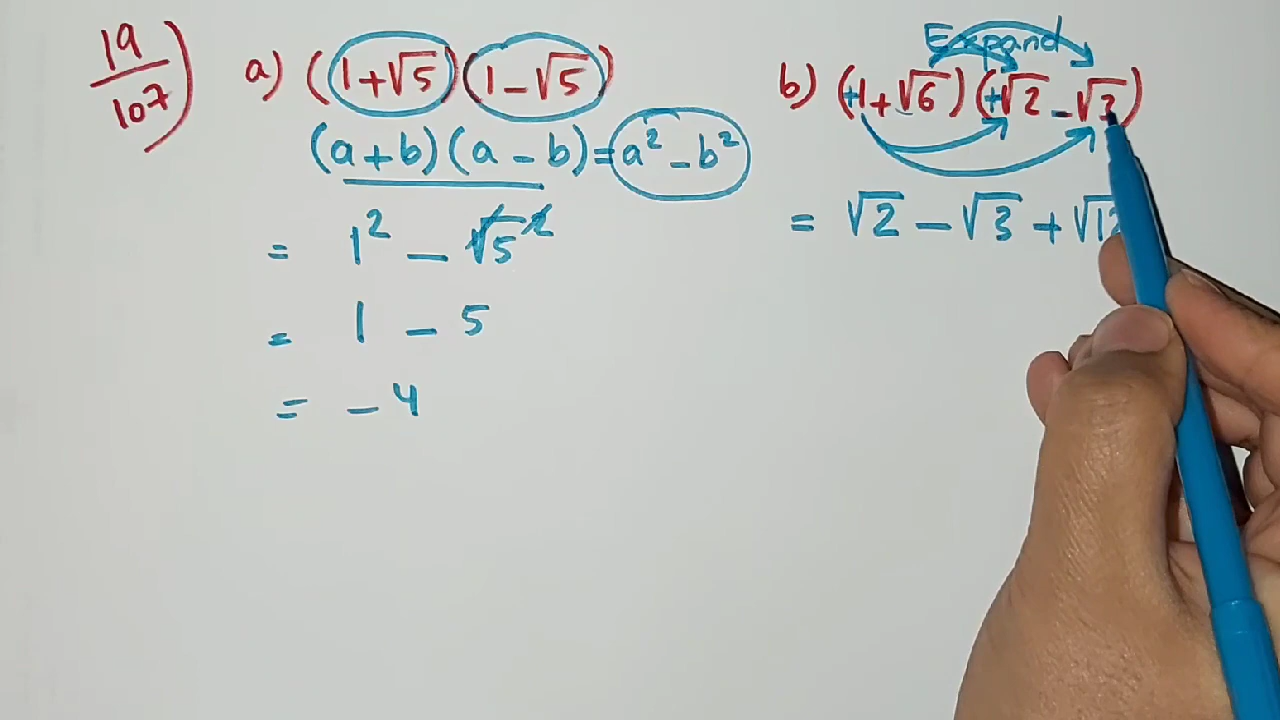 19/107)
a) (1+√5)(1-√5)
(a+b)(a-b)=a²-b²
= 1² - √5²
= 1 - 5
= -4
Expand
b) (+1+√6)(+√2-√3)
= √2 - √3 + √12